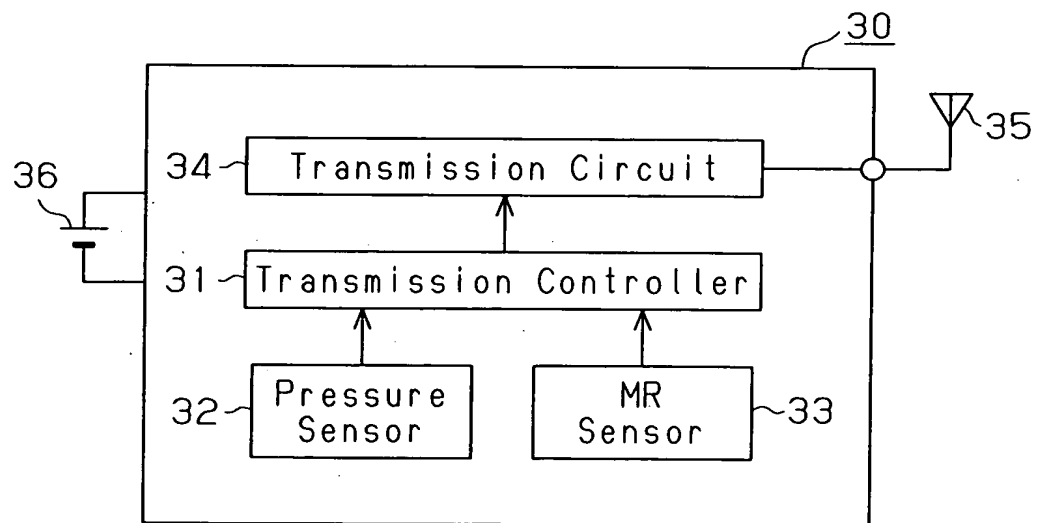 30
35
34
Transmission Circuit
36
31
Transmission Controller
32
Pressure
Sensor
MR
Sensor
33